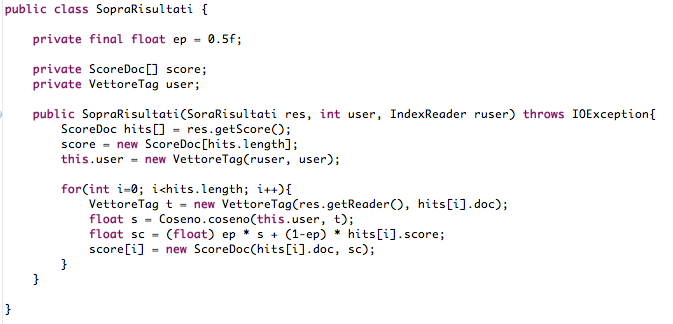 public class SopraRisultati {
private final float ep = 0.5f;
private ScoreDoc[] score;
private VettoreTag user;
public SopraRisultati(SoraRisultati res, int user, IndexReader ruser) throws IOException{
ScoreDoc hits[] = res.getScore();
score = new ScoreDoc[hits.length];
this.user = new VettoreTag(ruser, user);
for(int i=0; i<hits.length; i++){
VettoreTag t = new VettoreTag(res.getReader(), hits[i].doc);
float s = Coseno.coseno(this.user, t);
float sc = (float) ep * s + (1-ep) * hits[i].score;
score[i] = new ScoreDoc(hits[i].doc, sc);
}
}
}